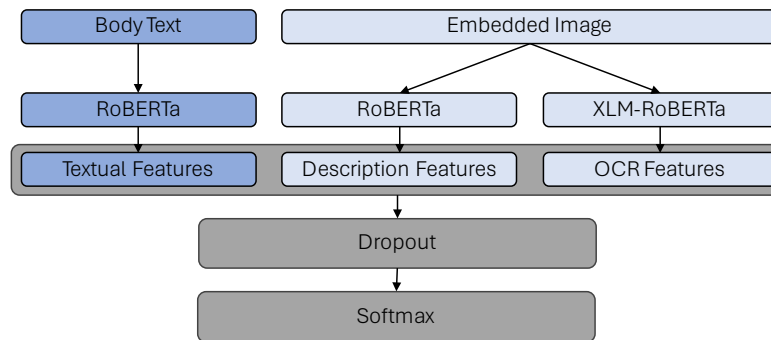 Body Text
Embedded Image
RoBERTa
RoBERTa
XLM-RoBERTa
Textual Features
Description Features
OCR Features
Dropout
Softmax